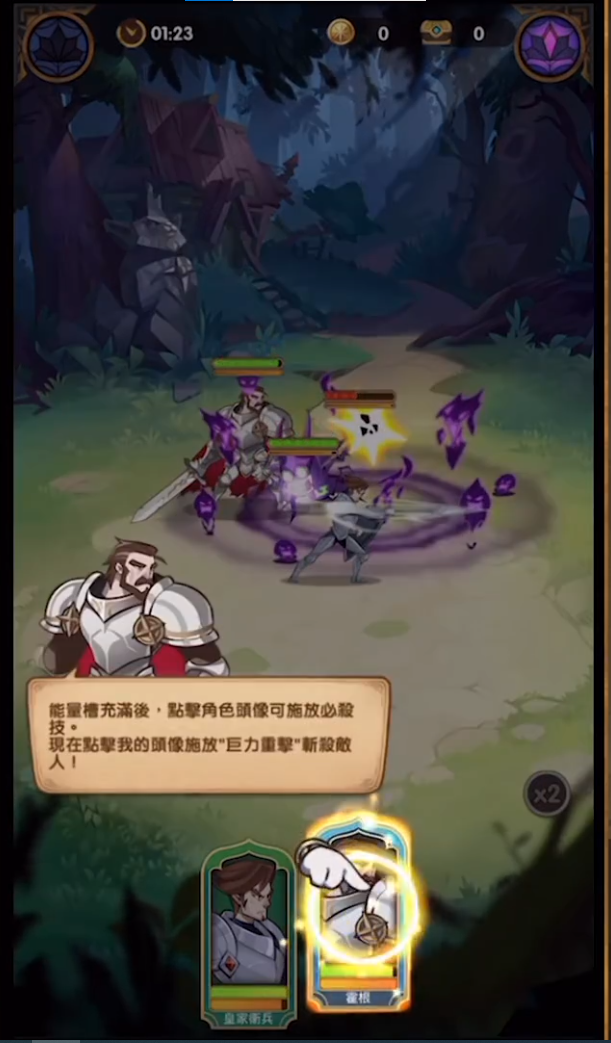 01:23
0
0
能量槽充滿後，點擊角色頭像可施放必殺
技。
現在點擊我的頭像施放"巨力重擊"斬殺敵
人！
x2
皇家衛兵
霍根